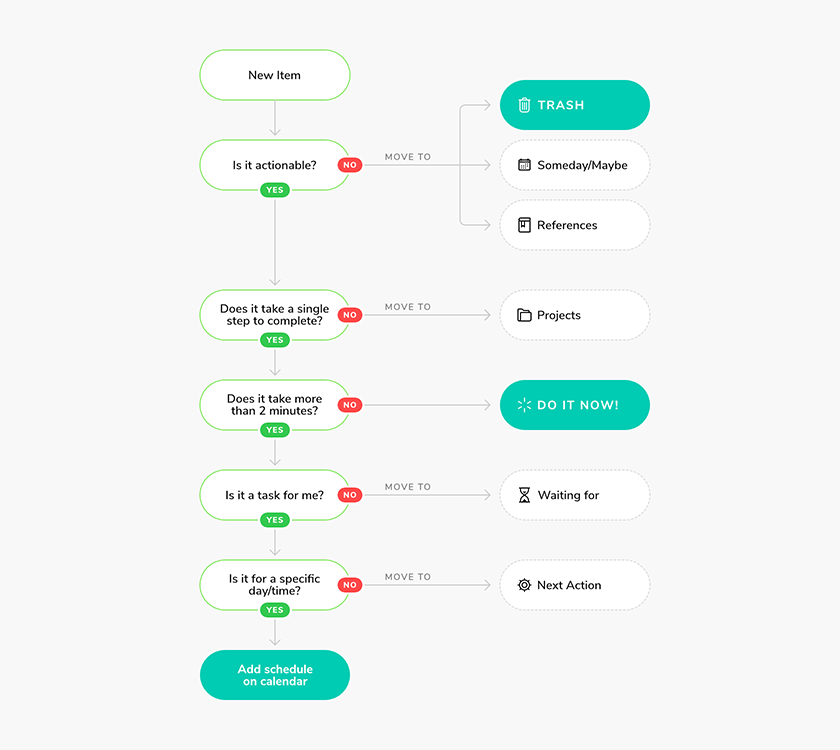 New Item
TRASH
Is it actionable?
NO
MOVE TO
Someday/Maybe
YES
References
Does it take a single
step to complete?
NO
MOVE TO
Projects
YES
Does it take more
than 2 minutes?
NO
DO IT NOW!
YES
Is it a task for me?
NO
MOVE TO
Waiting for
YES
Is it for a specific
day/time?
NO
MOVE TO
Next Action
YES
Add schedule
on calendar